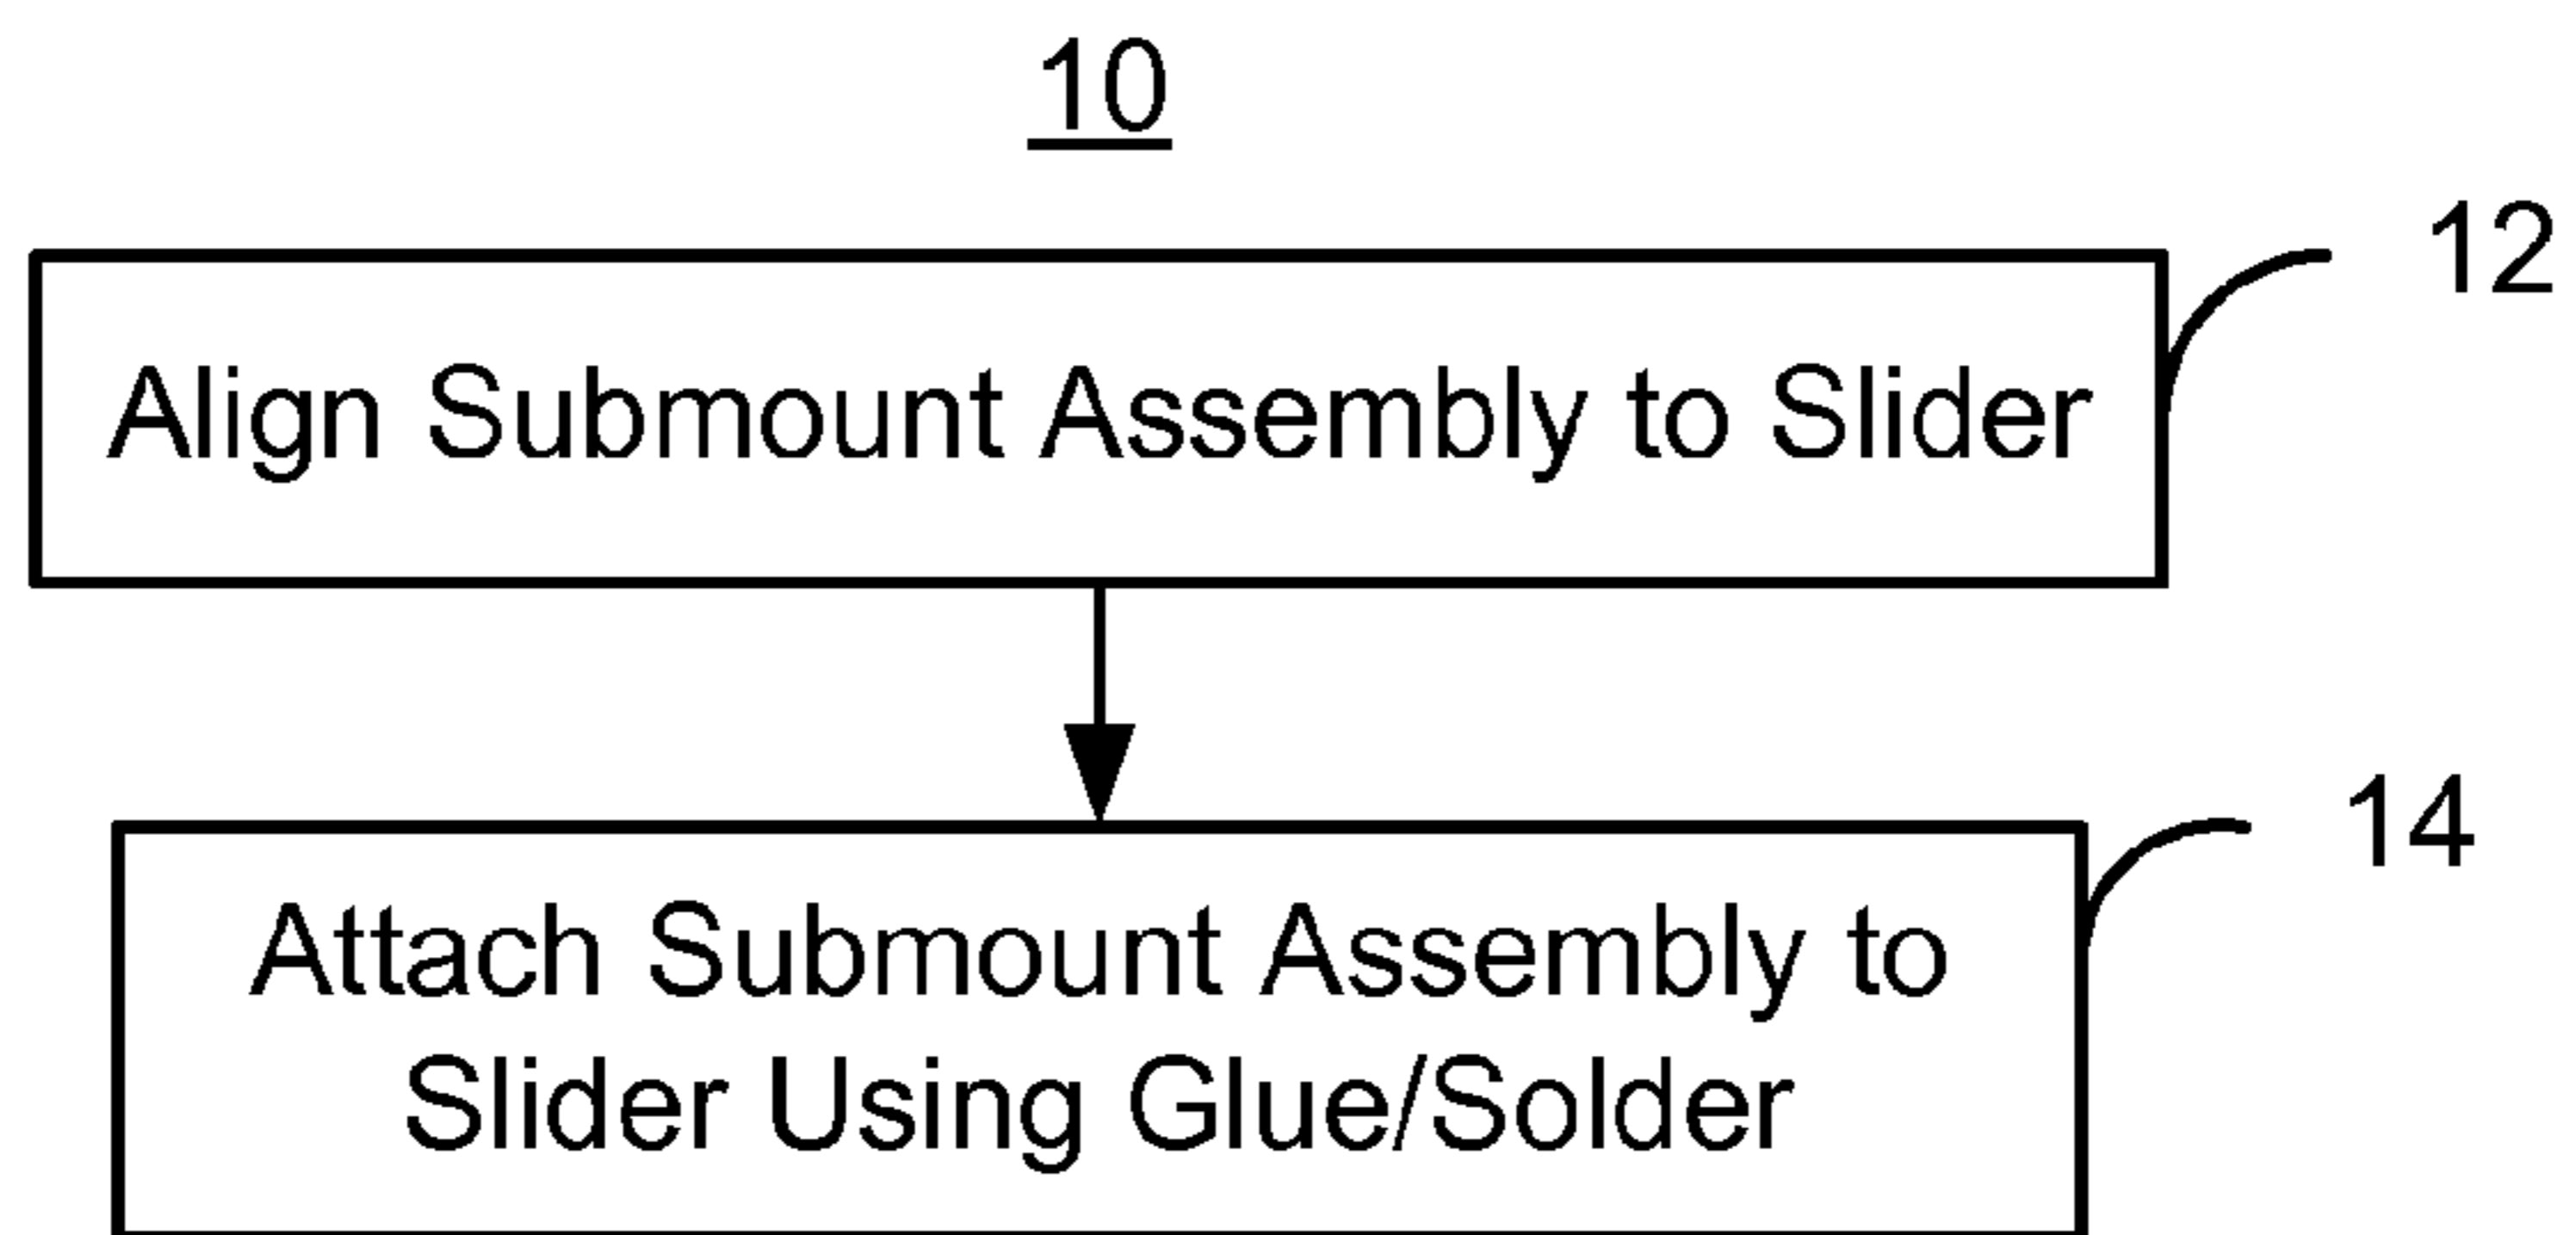 10
12
Align Submount Assembly to Slider
14
Attach Submount Assembly to
Slider Using Glue/Solder